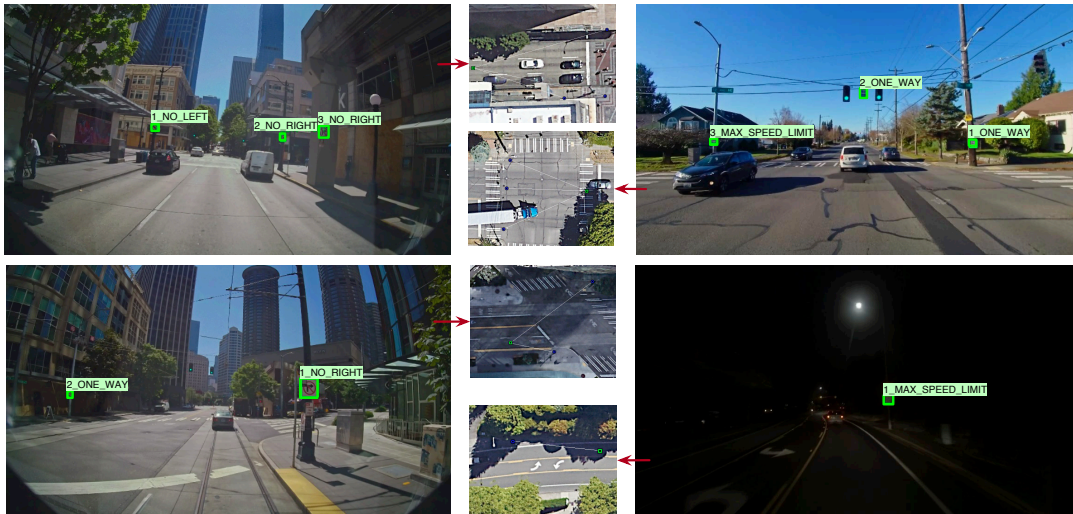 1_NO_LEFT
2_NO_RIGHT
3_NO_RIGHT
2_ONE_WAY
3_MAX_SPEED_LIMIT
1_ONE_WAY
2_ONE_WAY
1_NO_RIGHT
1_MAX_SPEED_LIMIT